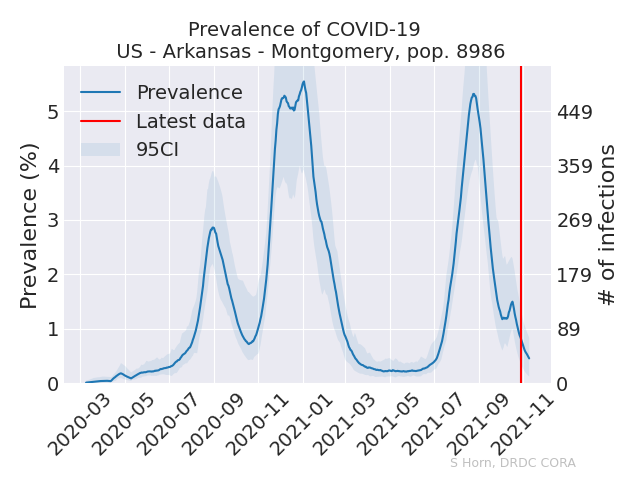 Prevalence of COVID-19
US - Arkansas - Montgomery, pop. 8986
Prevalence
Latest data
95CI
Prevalence (%)
5
4
3
2
1
0
449
359
269
179
89
0
# of infections
2020-03
2020-05
2020-07
2020-09
2020-11
2021-01
2021-03
2021-05
2021-07
2021-09
2021-11
S Horn, DRDC CORA